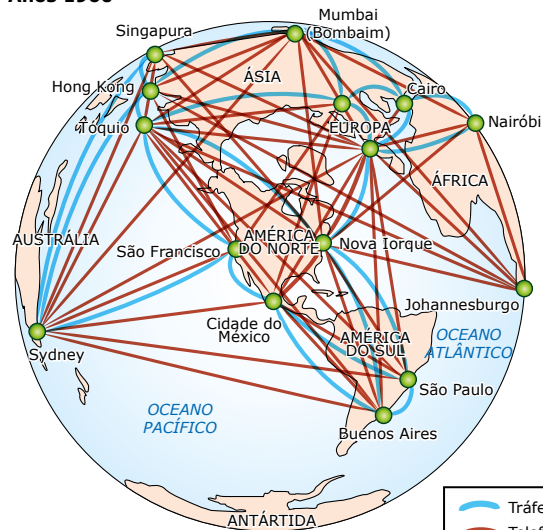 Mumbai
(Bombaim)
Singapura
ÁSIA
Hong Kong
Cairo
Tóquio
EUROPA
Nairóbi
ÁFRICA
AUSTRÁLIA
São Francisco
AMÉRICA
DO NORTE
Nova Iorque
Johannesburgo
Cidade do
México
Sydney
AMÉRICA
DO SUL
OCEANO
ATLÂNTICO
São Paulo
OCEANO
PACÍFICO
Buenos Aires
ANTÁRTIDA